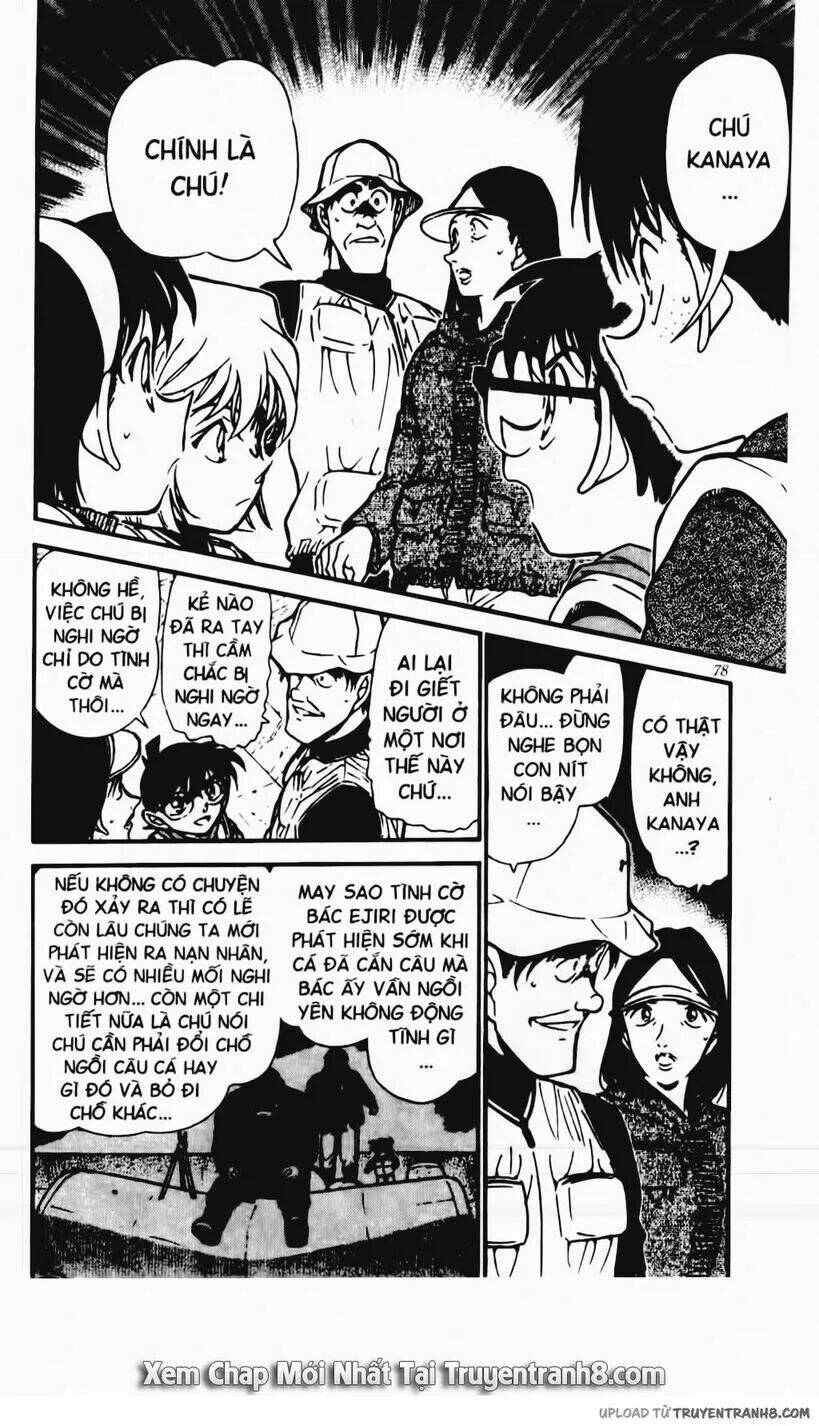 CHÚ
KANAYA
...
CHÍNH LÀ
CHÚ!
78
CÓ THẬT
VẬY
KHÔNG,
ANH
KANAYA
...?
KHÔNG PHẢI
ĐÂU... ĐỪNG
NGHE BỌN
CON NÍT
NÓI BẬY
...
AI LẠI
ĐI GIẾT
NGƯỜI Ở
MỘT NƠI
THẾ NÀY
CHỨ...
KẺ NÀO
ĐÃ RA TAY
THÌ CẦM
CHẮC BỊ
NGHI NGỜ
NGAY...
KHÔNG HỀ,
VIỆC CHÚ BỊ
NGHI NGỜ
CHỈ DO TÌNH
CỜ MÀ
THÔI...
MAY SAO TÌNH CỜ
BÁC EJIRI ĐƯỢC
PHÁT HIỆN SỚM KHI
CÁ ĐÃ CẮN CÂU MÀ
BÁC ẤY VẪN NGỒI
YÊN KHÔNG ĐỘNG
TĨNH GÌ
...
NẾU KHÔNG CÓ CHUYỆN
ĐÓ XẢY RA THÌ CÓ LẼ
CÒN LÂU CHÚNG TA MỚI
PHÁT HIỆN RA NẠN NHÂN,
VÀ SẼ CÓ NHIỀU MỐI NGHI
NGỜ HƠN... CÒN MỘT CHI
TIẾT NỮA LÀ CHÚ NÓI
CHÚ CẦN PHẢI ĐỔI CHỖ
NGỒI CÂU CÁ HAY
GÌ ĐÓ VÀ BỎ ĐI
CHỖ KHÁC...
Xem Chap Mới Nhất Tại Truyentranh8.com
UPLOAD TỪ TRUYENTRANH8.COM